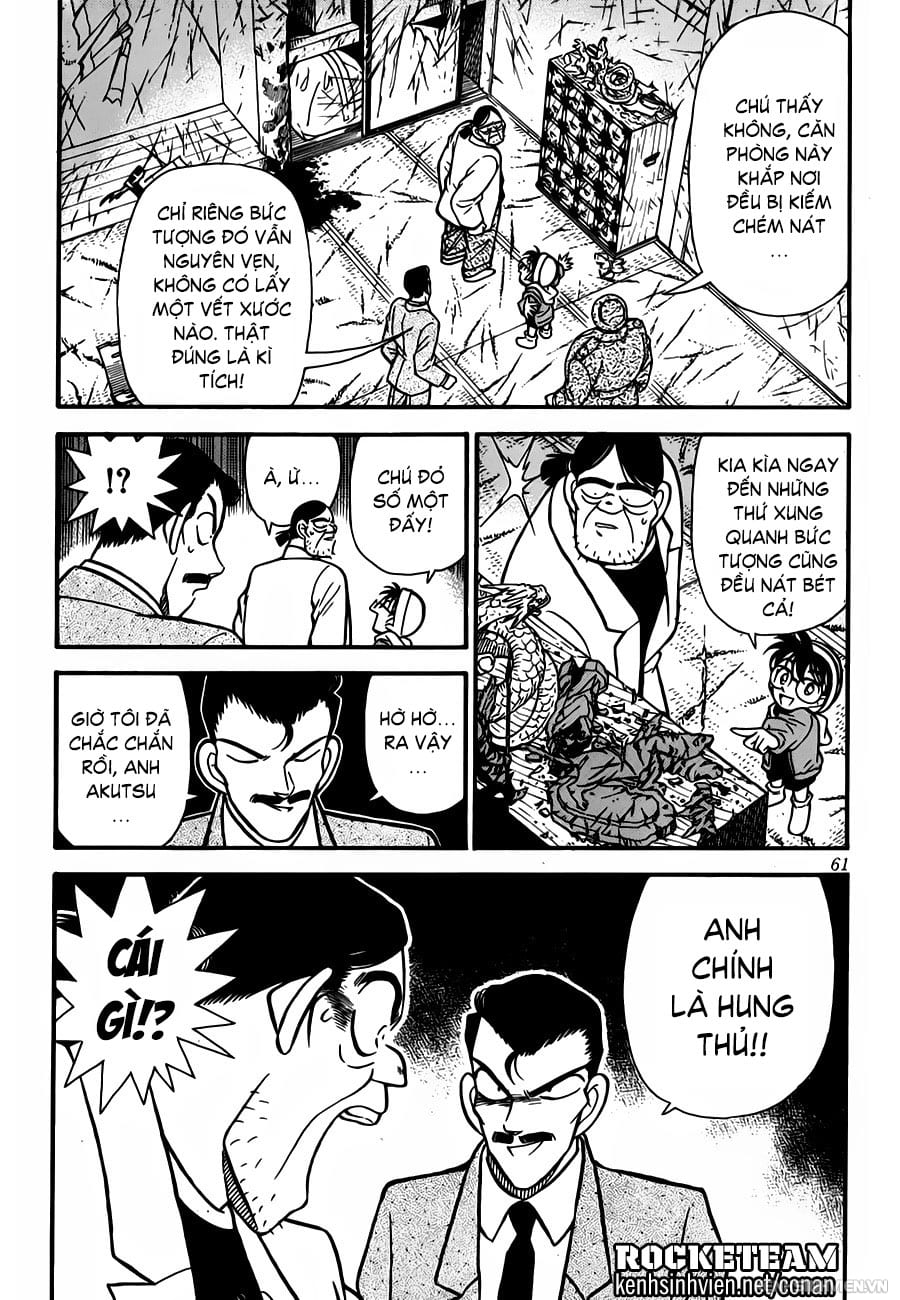 CHÚ THẤY
KHÔNG, CĂN
PHÒNG NÀY
KHẮP NƠI
ĐỀU BỊ KIẾM
CHÉM NÁT
...
CHỈ RIÊNG BỨC
TƯỢNG ĐÓ VẪN
NGUYÊN VẸN,
KHÔNG CÓ LẤY
MỘT VẾT XƯỚC
NÀO. THẬT
ĐÚNG LÀ KÌ
TÍCH!
KIA KÌA NGAY
ĐẾN NHỮNG
THỨ XUNG
QUANH BỨC
TƯỢNG CŨNG
ĐỀU NÁT BÉT
CẢ!
CHÚ ĐÓ
SỐ MỘT
ĐẤY!
À, Ừ...
!?
HỜ HỜ...
RA VẬY
...
GIỜ TÔI ĐÃ
CHẮC CHẮN
RỒI, ANH
AKUTSU
...
61
ANH
CHÍNH
LÀ HUNG
THỦ!!
CÁI
GÌ!?
ROCKETEAM
kenhsinhvien.net/conan